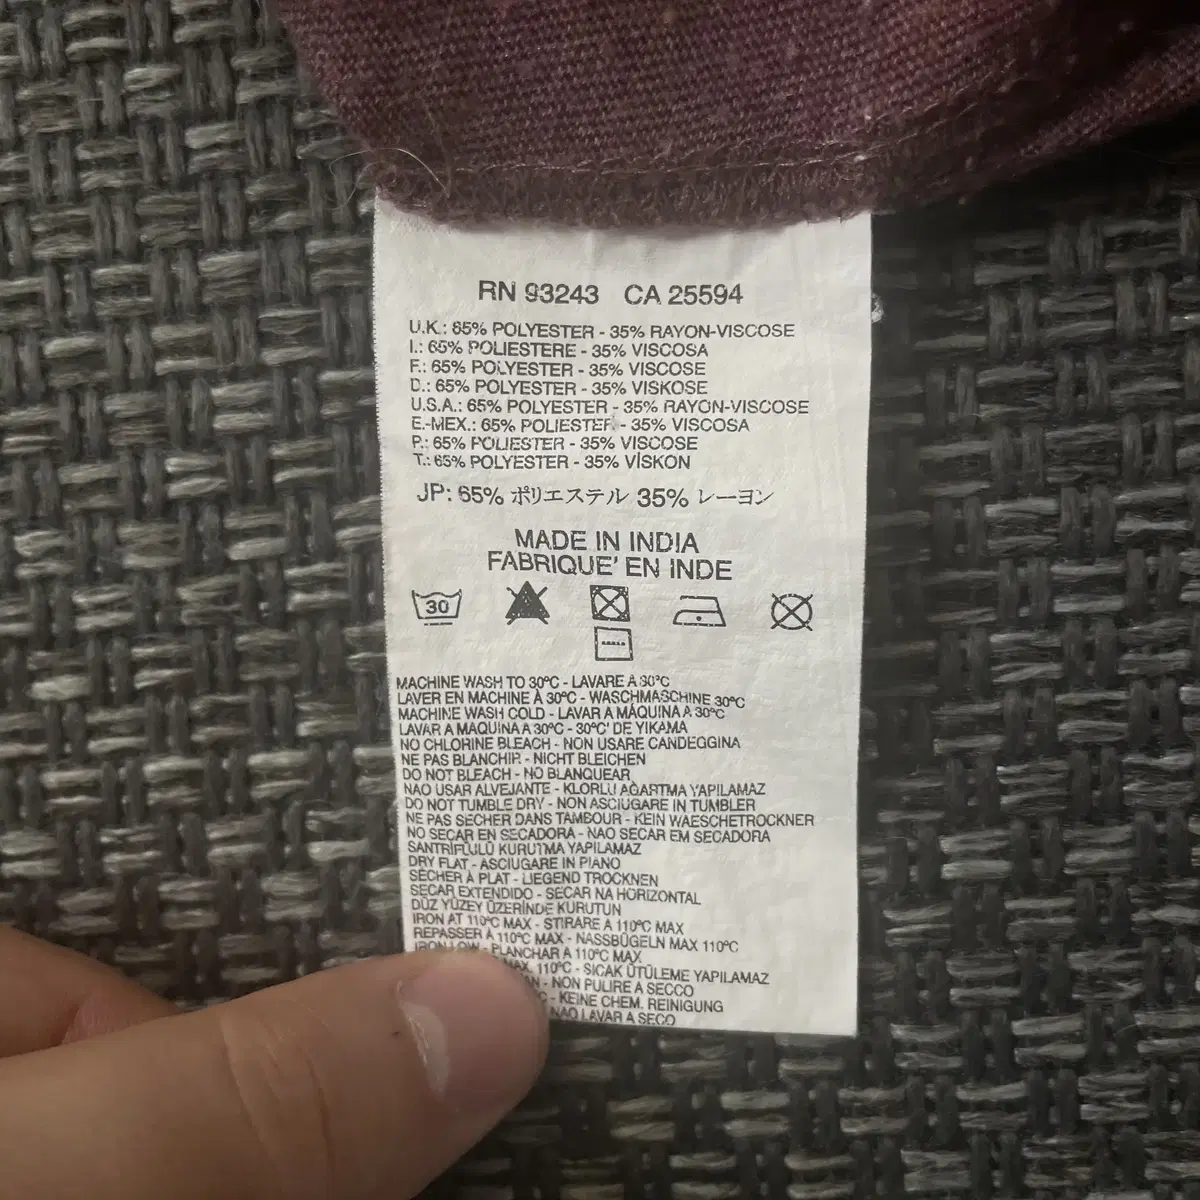 RN 93243 CA 25594
U.K.: 65% POLYESTER - 35% RAYON-VISCOSE
I.: 65% POLIESTERE - 35% VISCOSA
F.: 65% POLYESTER - 35% VISCOSE
D.: 65% POLYESTER - 35% VISKOSE
U.S.A.: 65% POLYESTER - 35% RAYON-VISCOSE
E.-MEX.: 65% POLIESTER - 35% VISCOSA
P.: 65% POLIESTER - 35% VISCOSE
T.: 65% POLYESTER - 35% VİSKON
JP: 65% ポリエステル 35% レーヨン
MADE IN INDIA
FABRIQUE' EN INDE
30
MACHINE WASH TO 30°C - LAVARE A 30°C
LAVER EN MACHINE À 30°C - WASCHMASCHINE 30°C
MACHINE WASH COLD - LAVAR A MÁQUINA A 30°C
LAVAR A MAQUINA A 30°C - 30°C' DE YIKAMA
NO CHLORINE BLEACH - NON USARE CANDEGGINA
NE PAS BLANCHIR - NICHT BLEICHEN
DO NOT BLEACH - NO BLANQUEAR
NAO USAR ALVEJANTE - KLORLU AGARTMA YAPILAMAZ
DO NOT TUMBLE DRY - NON ASCIUGARE IN TUMBLER
NE PAS SÉCHER DANS TAMBOUR - KEIN WAESCHETROCKNER
NO SECAR EN SECADORA - NAO SECAR EM SECADORA
SANTRİFÜJLÜ KURUTMA YAPILAMAZ
DRY FLAT - ASCIUGARE IN PIANO
SÉCHER À PLAT - LIEGEND TROCKNEN
SECAR EXTENDIDO - SECAR NA HORIZONTAL
DÜZ YÜZEY ÜZERİNDE KURUTUN
IRON AT 110°C MAX - STIRARE A 110°C MAX
REPASSER À 110°C MAX - NASSBÜGELN MAX 110°C
IRON LOW - PLANCHAR A 110°C MAX
MAX. 110°C - SICAK ÜTÜLEME YAPILAMAZ
- NON PULIRE A SECCO
- KEINE CHEM. REINIGUNG
NAO LAVAR A SECO